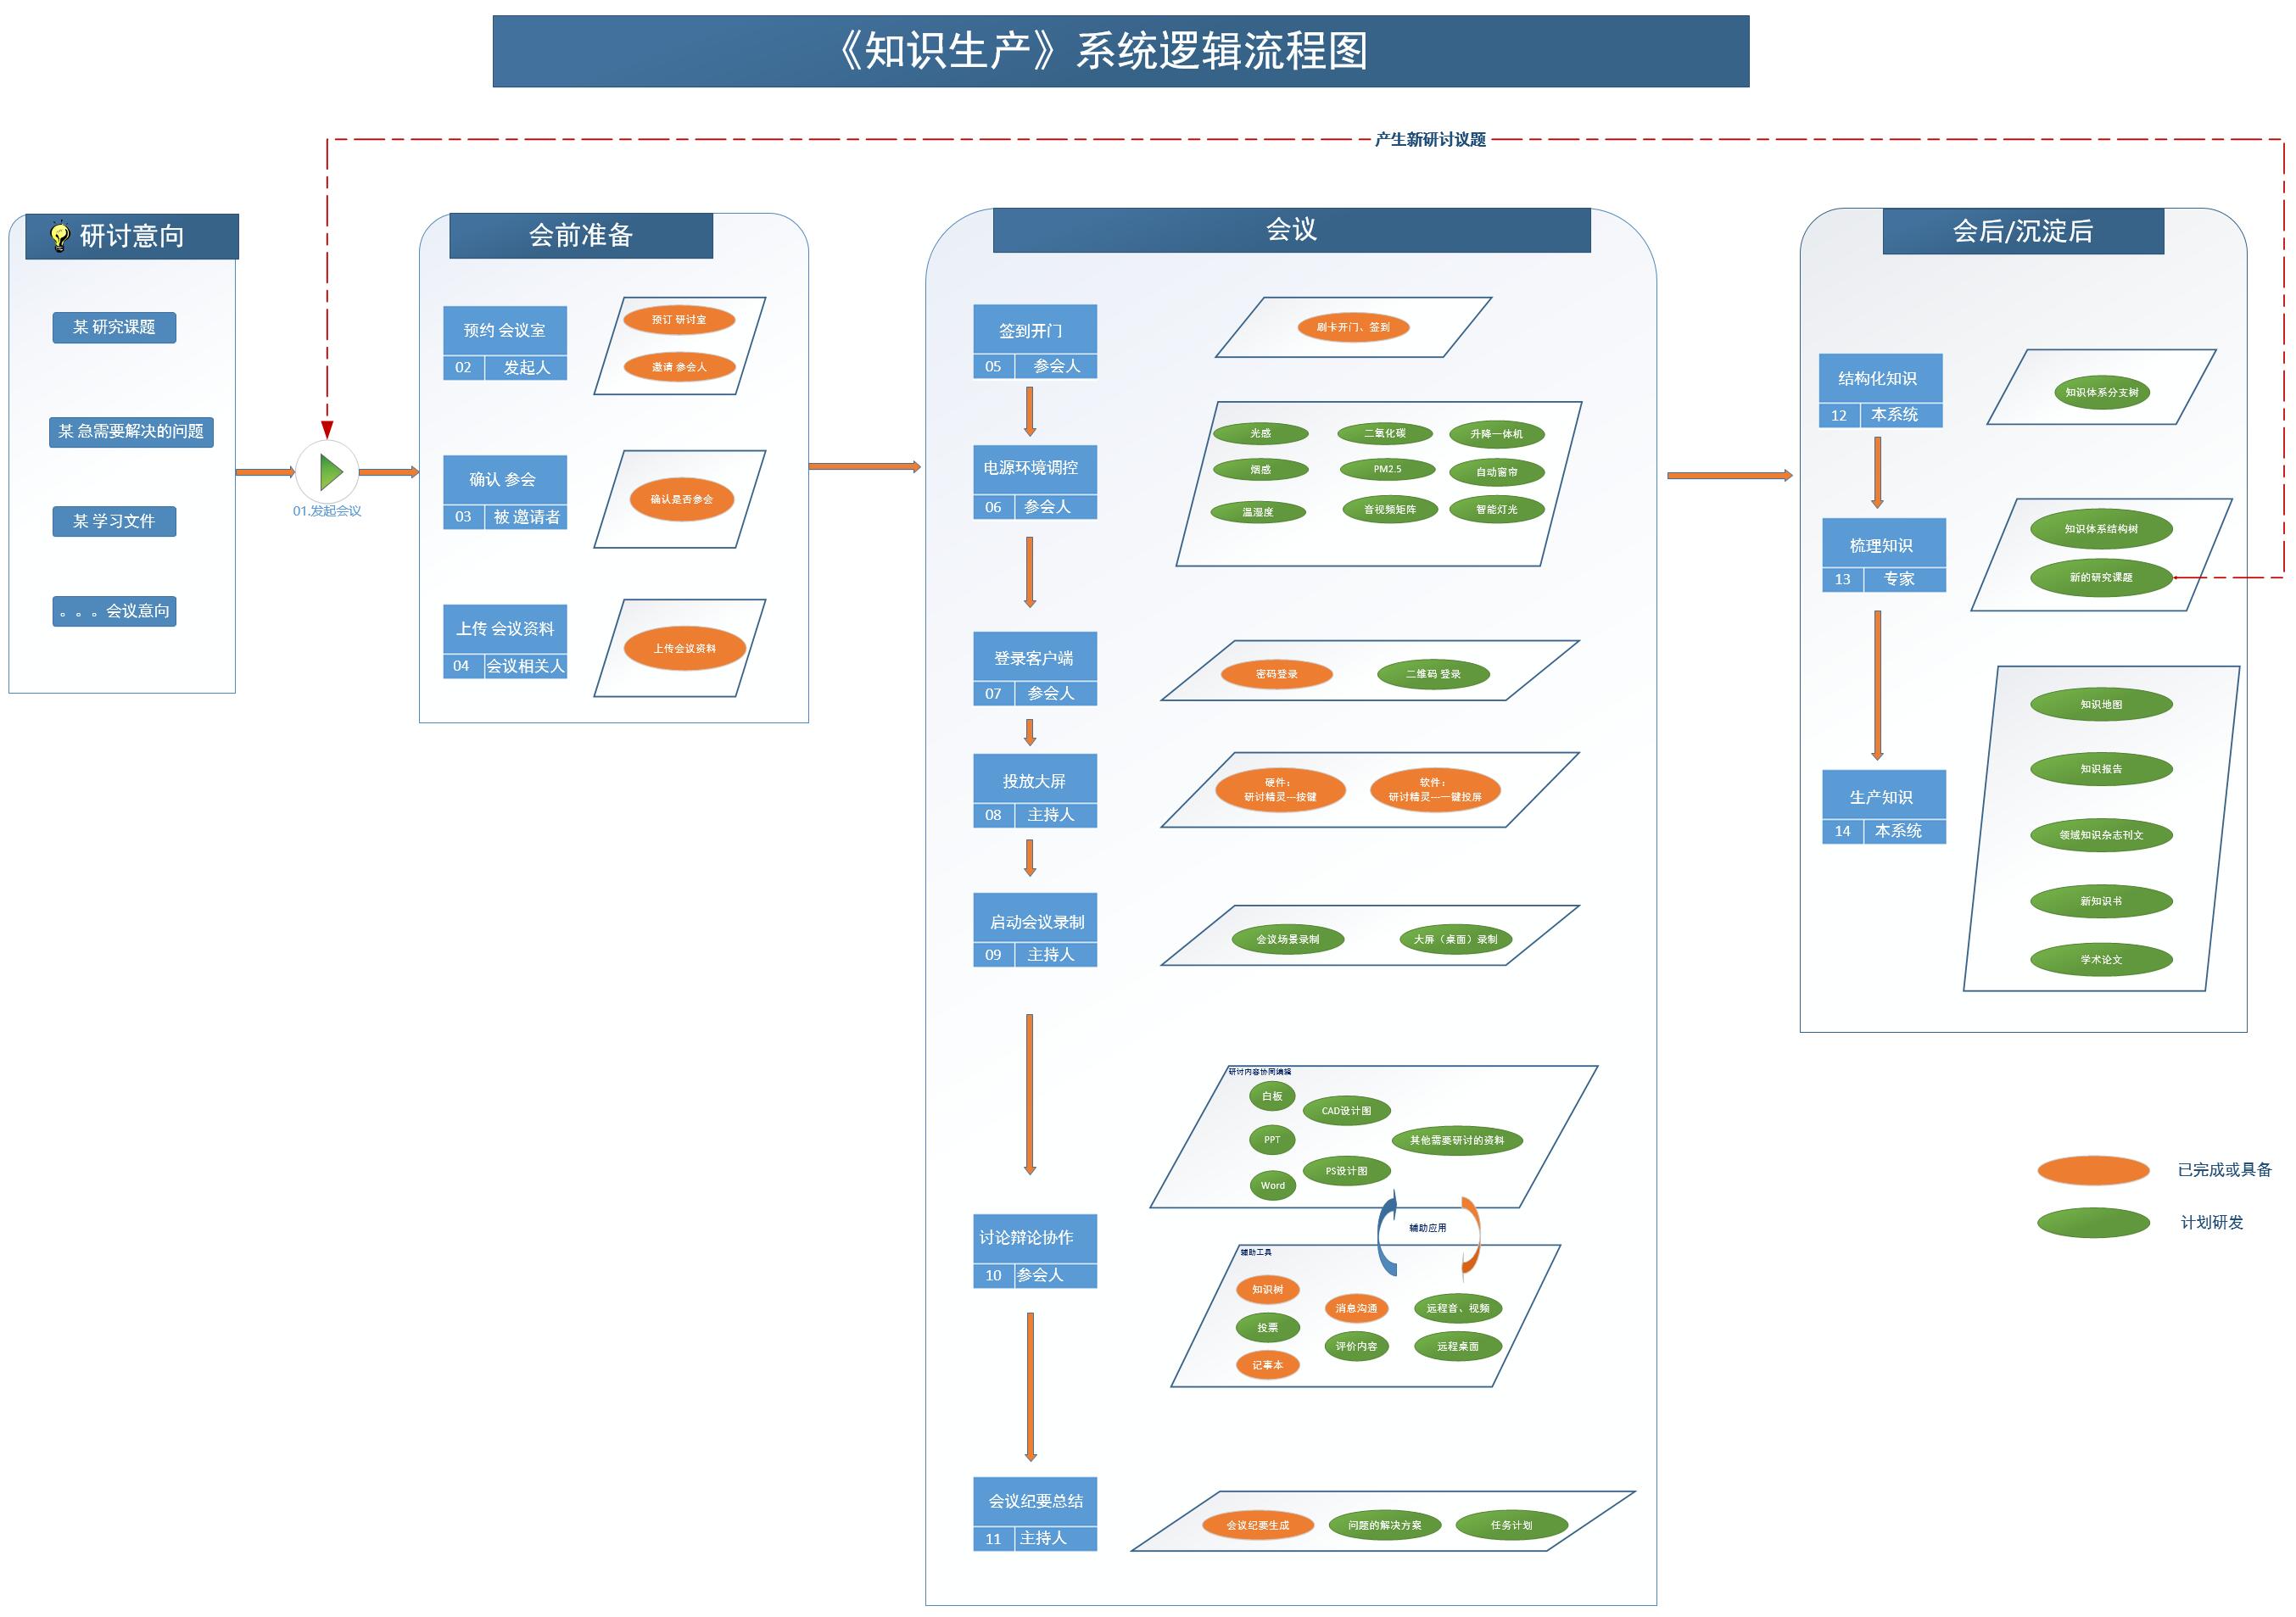 《知识生产》系统逻辑流程图
产生新研讨议题
研讨意向
某 研究课题
某 急需要解决的问题
某 学习文件
。。。会议意向
01.发起会议
会前准备
预约 会议室
02 发起人
预订 研讨室
邀请 参会人
确认 参会
03 被 邀请者
确认是否参会
上传 会议资料
04 会议相关人
上传会议资料
会议
签到开门
05 参会人
刷卡开门、签到
电源环境调控
06 参会人
光感 二氧化碳 升降一体机
烟感 PM2.5 自动窗帘
温湿度 音视频矩阵 智能灯光
登录客户端
07 参会人
密码登录 二维码 登录
投放大屏
08 主持人
硬件：
研讨精灵—按键
软件：
研讨精灵—一键投屏
启动会议录制
09 主持人
会议场景录制 大屏（桌面）录制
讨论辩论协作
10 参会人
研讨内容协同编辑
白板
CAD设计图
PPT
其他需要研讨的资料
PS设计图
Word
辅助应用
辅助工具
知识树
消息沟通 远程音、视频
投票
评价内容 远程桌面
记事本
会议纪要总结
11 主持人
会议纪要生成 问题的解决方案 任务计划
会后/沉淀后
结构化知识
12 本系统
知识体系分支树
梳理知识
13 专家
知识体系结构树
新的研究课题
生产知识
14 本系统
知识地图
知识报告
领域知识杂志刊文
新知识书
学术论文
已完成或具备
计划研发